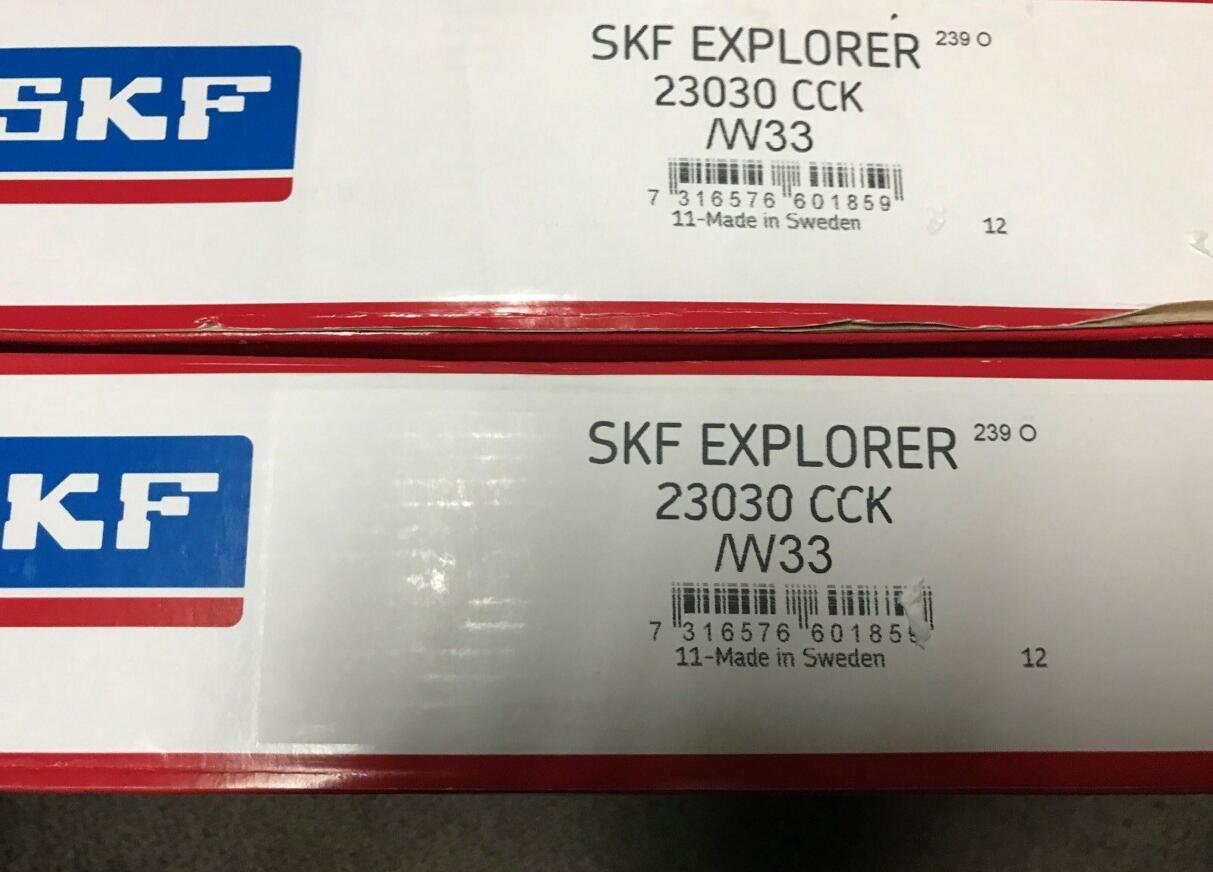 SKF
SKF EXPLORER 239 O
23030 CCK
/W33
7 316576 601859
11-Made in Sweden
12
KF
SKF EXPLORER 239 O
23030 CCK
/W33
7 316576 60185
11-Made in Sweden
12